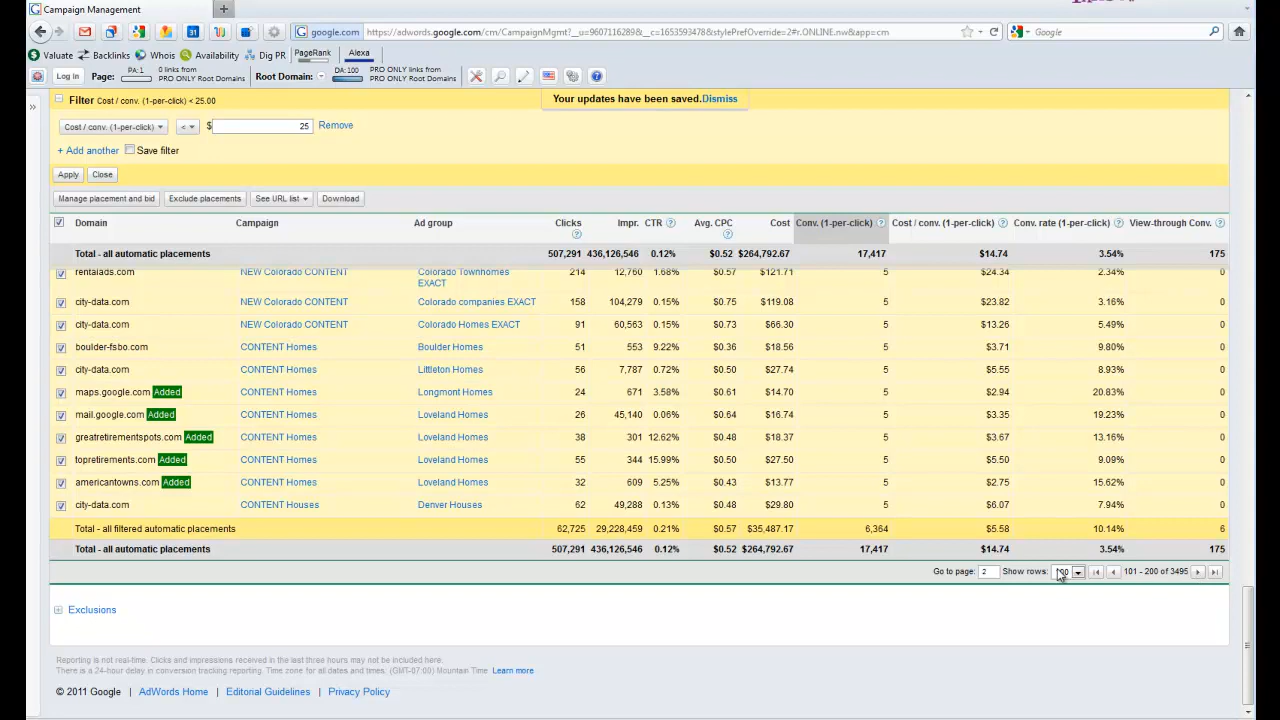 Campaign Management
google.com https://adwords.google.com/cm/CampaignMgmt?_u=9607116289&__c=1653593478&stylePrefOverride=2#r.ONLINE.nw&app=cm Google
Valuate Backlinks Whois Availability Dig PR PageRank Alexa
Log In Page: PA:1 0 links from PRO ONLY Root Domains Root Domain: DA:100 PRO ONLY links from PRO ONLY Root Domains
Filter Cost / conv. (1-per-click) < 25.00 Your updates have been saved. Dismiss
Cost / conv. (1-per-click) < $ 25 Remove
+ Add another Save filter
Apply Close
Manage placement and bid Exclude placements See URL list Download
Domain Campaign Ad group Clicks Impr. CTR Avg. CPC Cost Conv. (1-per-click) Cost / conv. (1-per-click) Conv. rate (1-per-click) View-through Conv.
Total - all automatic placements 507,291 436,126,546 0.12% $0.52 $264,792.67 17,417 $14.74 3.54% 175
rentalads.com NEW Colorado CONTENT Colorado Townhomes EXACT 214 12,760 1.68% $0.57 $121.71 5 $24.34 2.34% 0
city-data.com NEW Colorado CONTENT Colorado companies EXACT 158 104,279 0.15% $0.75 $119.08 5 $23.82 3.16% 0
city-data.com NEW Colorado CONTENT Colorado Homes EXACT 91 60,563 0.15% $0.73 $66.30 5 $13.26 5.49% 0
boulder-fsbo.com CONTENT Homes Boulder Homes 51 553 9.22% $0.36 $18.56 5 $3.71 9.80% 0
city-data.com CONTENT Homes Littleton Homes 56 7,787 0.72% $0.50 $27.74 5 $5.55 8.93% 0
maps.google.com Added CONTENT Homes Longmont Homes 24 671 3.58% $0.61 $14.70 5 $2.94 20.83% 0
mail.google.com Added CONTENT Homes Loveland Homes 26 45,140 0.06% $0.64 $16.74 5 $3.35 19.23% 0
greatretirementspots.com Added CONTENT Homes Loveland Homes 38 301 12.62% $0.48 $18.37 5 $3.67 13.16% 0
topretirements.com Added CONTENT Homes Loveland Homes 55 344 15.99% $0.50 $27.50 5 $5.50 9.09% 0
americantowns.com Added CONTENT Homes Loveland Homes 32 609 5.25% $0.43 $13.77 5 $2.75 15.62% 0
city-data.com CONTENT Houses Denver Houses 62 49,288 0.13% $0.48 $29.80 5 $6.07 7.94% 0
Total - all filtered automatic placements 62,725 29,228,459 0.21% $0.57 $35,487.17 6,364 $5.58 10.14% 6
Total - all automatic placements 507,291 436,126,546 0.12% $0.52 $264,792.67 17,417 $14.74 3.54% 175
Go to page: 2 Show rows: 101 - 200 of 3495
Exclusions
Reporting is not real-time. Clicks and impressions received in the last three hours may not be included here.
There is a 24-hour delay in conversion tracking reporting. Time zone for all dates and times: (GMT-07:00) Mountain Time Learn more
© 2011 Google | AdWords Home | Editorial Guidelines | Privacy Policy